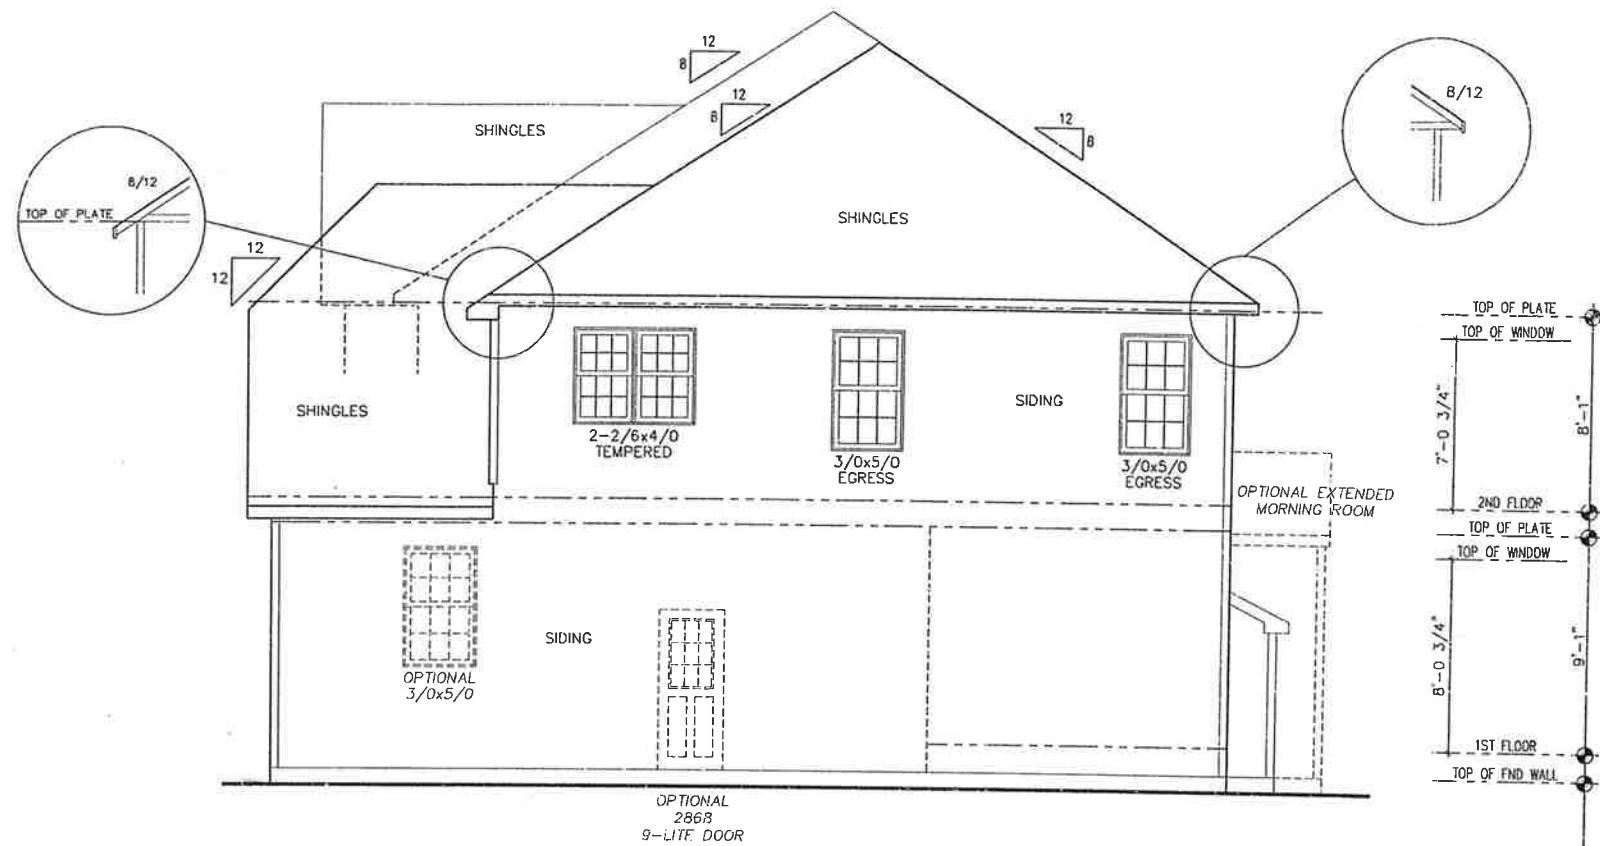 12
8
12
8
SHINGLES
12
8
8/12
8/12
TOP OF PLATE
12
12
SHINGLES
SHINGLES
SIDING
2-2/6x4/0
TEMPERED
3/0x5/0
EGRESS
3/0x5/0
EGRESS
OPTIONAL EXTENDED
MORNING ROOM
SIDING
OPTIONAL
3/0x5/0
OPTIONAL
2868
9-LITE DOOR
TOP OF PLATE
TOP OF WINDOW
7'-0 3/4"
8'-1"
2ND FLOOR
TOP OF PLATE
TOP OF WINDOW
8'-0 3/4"
9'-1"
1ST FLOOR
TOP OF FND WALL